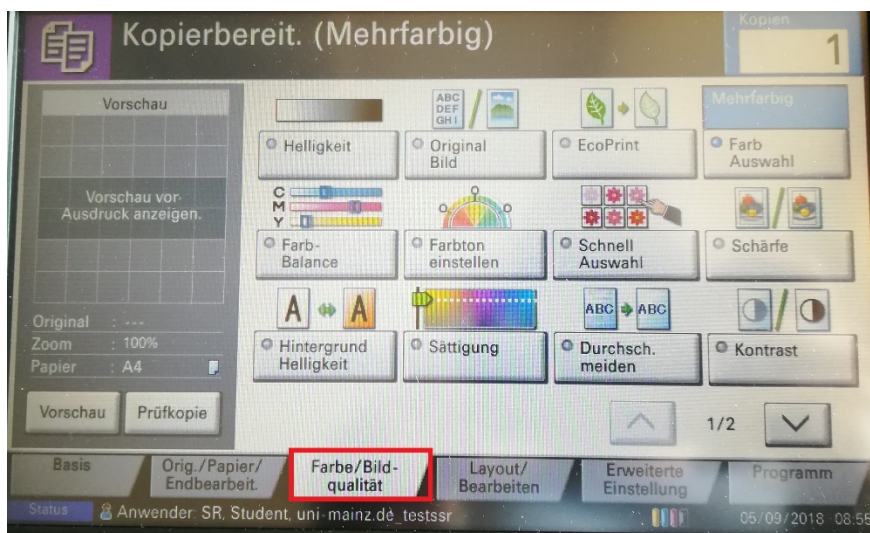 Kopierbereit. (Mehrfarbig)
Kopien
1
Vorschau
Vorschau vor
Ausdruck anzeigen.
Original : ---
Zoom : 100%
Papier : A4
Vorschau
Prüfkopie
ABC
DEF
GHI
Mehrfarbig
Helligkeit
Original
Bild
EcoPrint
Farb
Auswahl
C
M
Y
Farb-
Balance
Farbton
einstellen
Schnell
Auswahl
Schärfe
A A
ABC ABC
Hintergrund
Helligkeit
Sättigung
Durchsch.
meiden
Kontrast
1/2
Basis
Orig./Papier/
Endbearbeit.
Farbe/Bild-
qualität
Layout/
Bearbeiten
Erweiterte
Einstellung
Programm
Status
Anwender: SR, Student, uni-mainz.de_testssr
05/09/2018 08:55